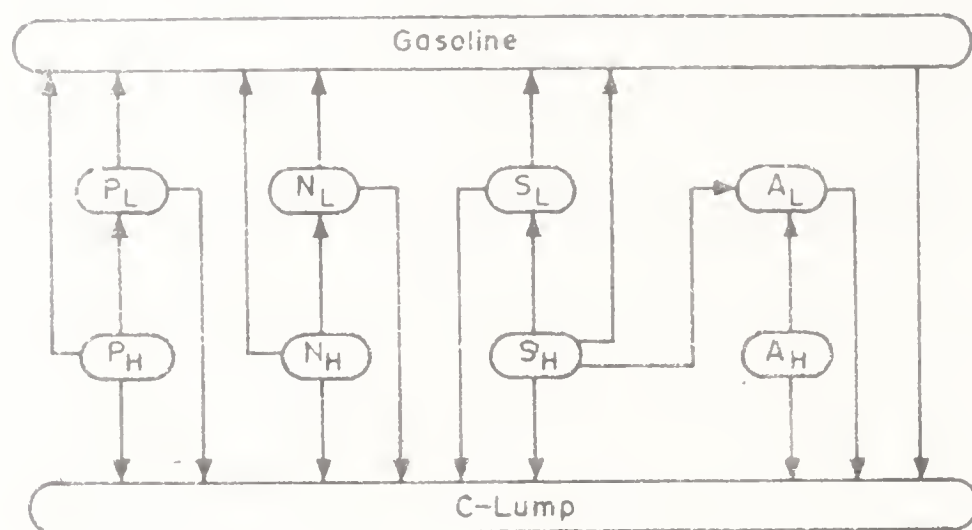 Gasoline
P_L N_L S_L A_L
P_H N_H S_H A_H
C-Lump